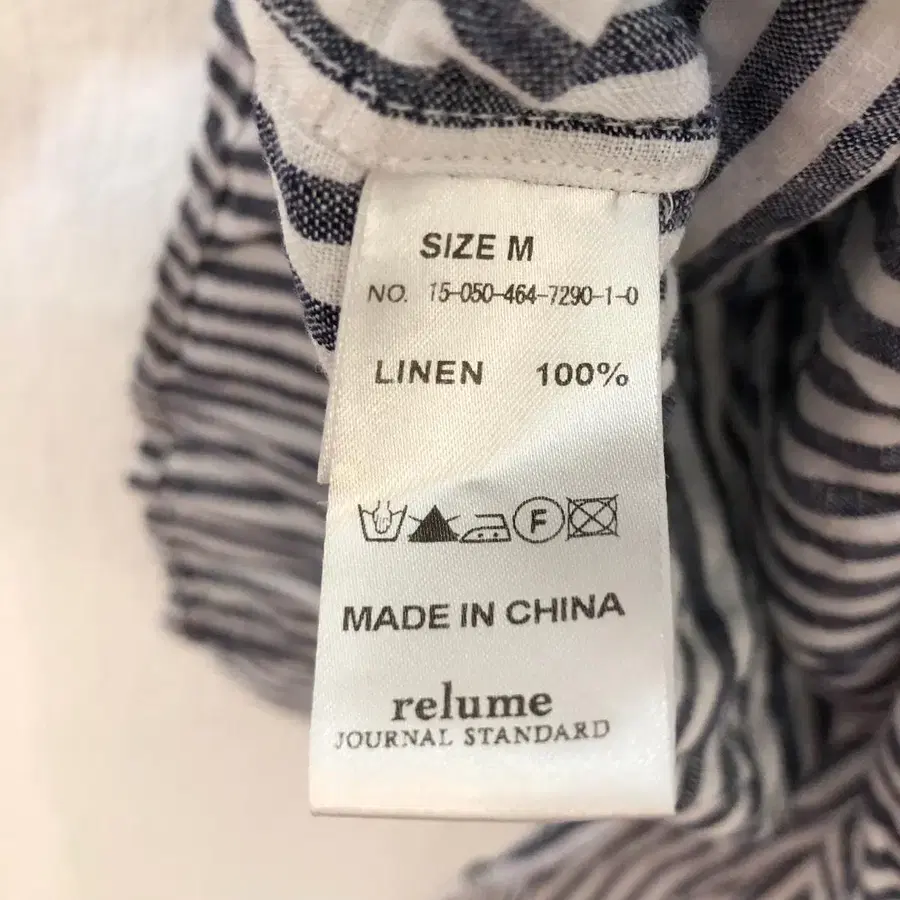 SIZE M
NO. 15-050-464-7290-1-0
LINEN 100%
F
MADE IN CHINA
relume
JOURNAL STANDARD